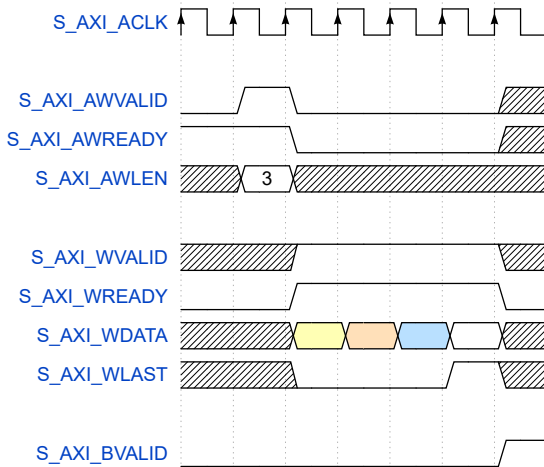 S_AXI_ACLK
S_AXI_AWVALID
S_AXI_AWREADY
S_AXI_AWLEN 3
S_AXI_WVALID
S_AXI_WREADY
S_AXI_WDATA
S_AXI_WLAST
S_AXI_BVALID